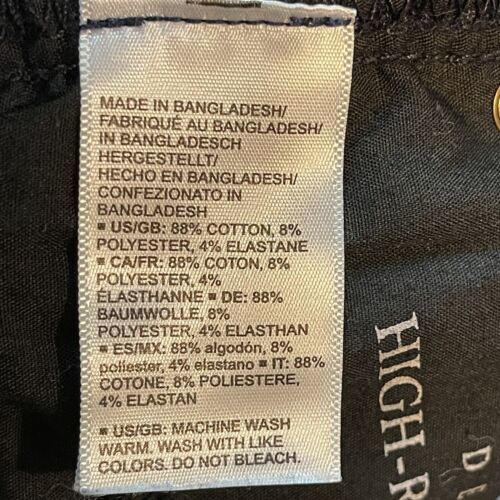 MADE IN BANGLADESH/
FABRIQUÉ AU BANGLADESH/
IN BANGLADESCH
HERGESTELLT/
HECHO EN BANGLADESH/
CONFEZIONATO IN
BANGLADESH
▪ US/GB: 88% COTTON, 8%
POLYESTER, 4% ELASTANE
▪ CA/FR: 88% COTON, 8%
POLYESTER, 4%
ÉLASTHANNE ▪ DE: 88%
BAUMWOLLE, 8%
POLYESTER, 4% ELASTHAN
▪ ES/MX: 88% algodón, 8%
poliester, 4% elastano ▪ IT: 88%
COTONE, 8% POLIESTERE,
4% ELASTAN
▪ US/GB: MACHINE WASH
WARM. WASH WITH LIKE
COLORS. DO NOT BLEACH.
HIGH-R